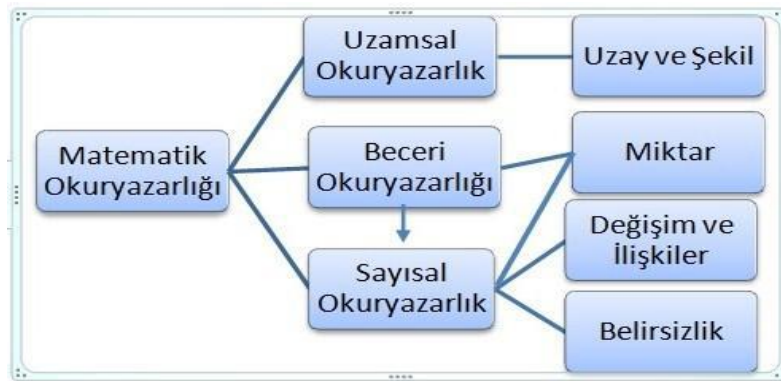 Uzamsal
Okuryazarlık
Uzay ve Şekil
Matematik
Okuryazarlığı
Beceri
Okuryazarlığı
Miktar
Sayısal
Okuryazarlık
Değişim ve
İlişkiler
Belirsizlik